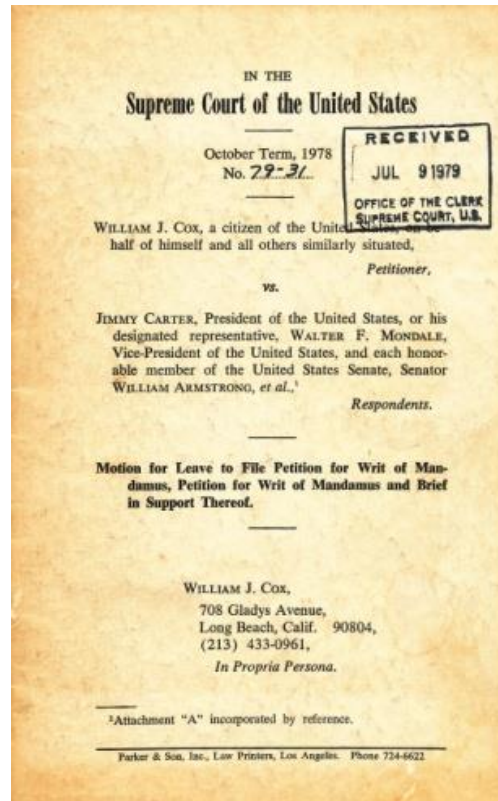 IN THE
Supreme Court of the United States
October Term, 1978
No. 79-31
RECEIVED
JUL 9 1979
OFFICE OF THE CLERK
SUPREME COURT, U.S.
WILLIAM J. COX, a citizen of the United States, on be-
half of himself and all others similarly situated,
Petitioner,
vs.
JIMMY CARTER, President of the United States, or his
designated representative, WALTER F. MONDALE,
Vice-President of the United States, and each honor-
able member of the United States Senate, Senator
WILLIAM ARMSTRONG, et al.,¹
Respondents.
Motion for Leave to File Petition for Writ of Man-
damus, Petition for Writ of Mandamus and Brief
in Support Thereof.
WILLIAM J. COX,
708 Gladys Avenue,
Long Beach, Calif. 90804,
(213) 433-0961,
In Propria Persona.
¹Attachment "A" incorporated by reference.
Parker & Son, Inc., Law Printers, Los Angeles. Phone 724-6622